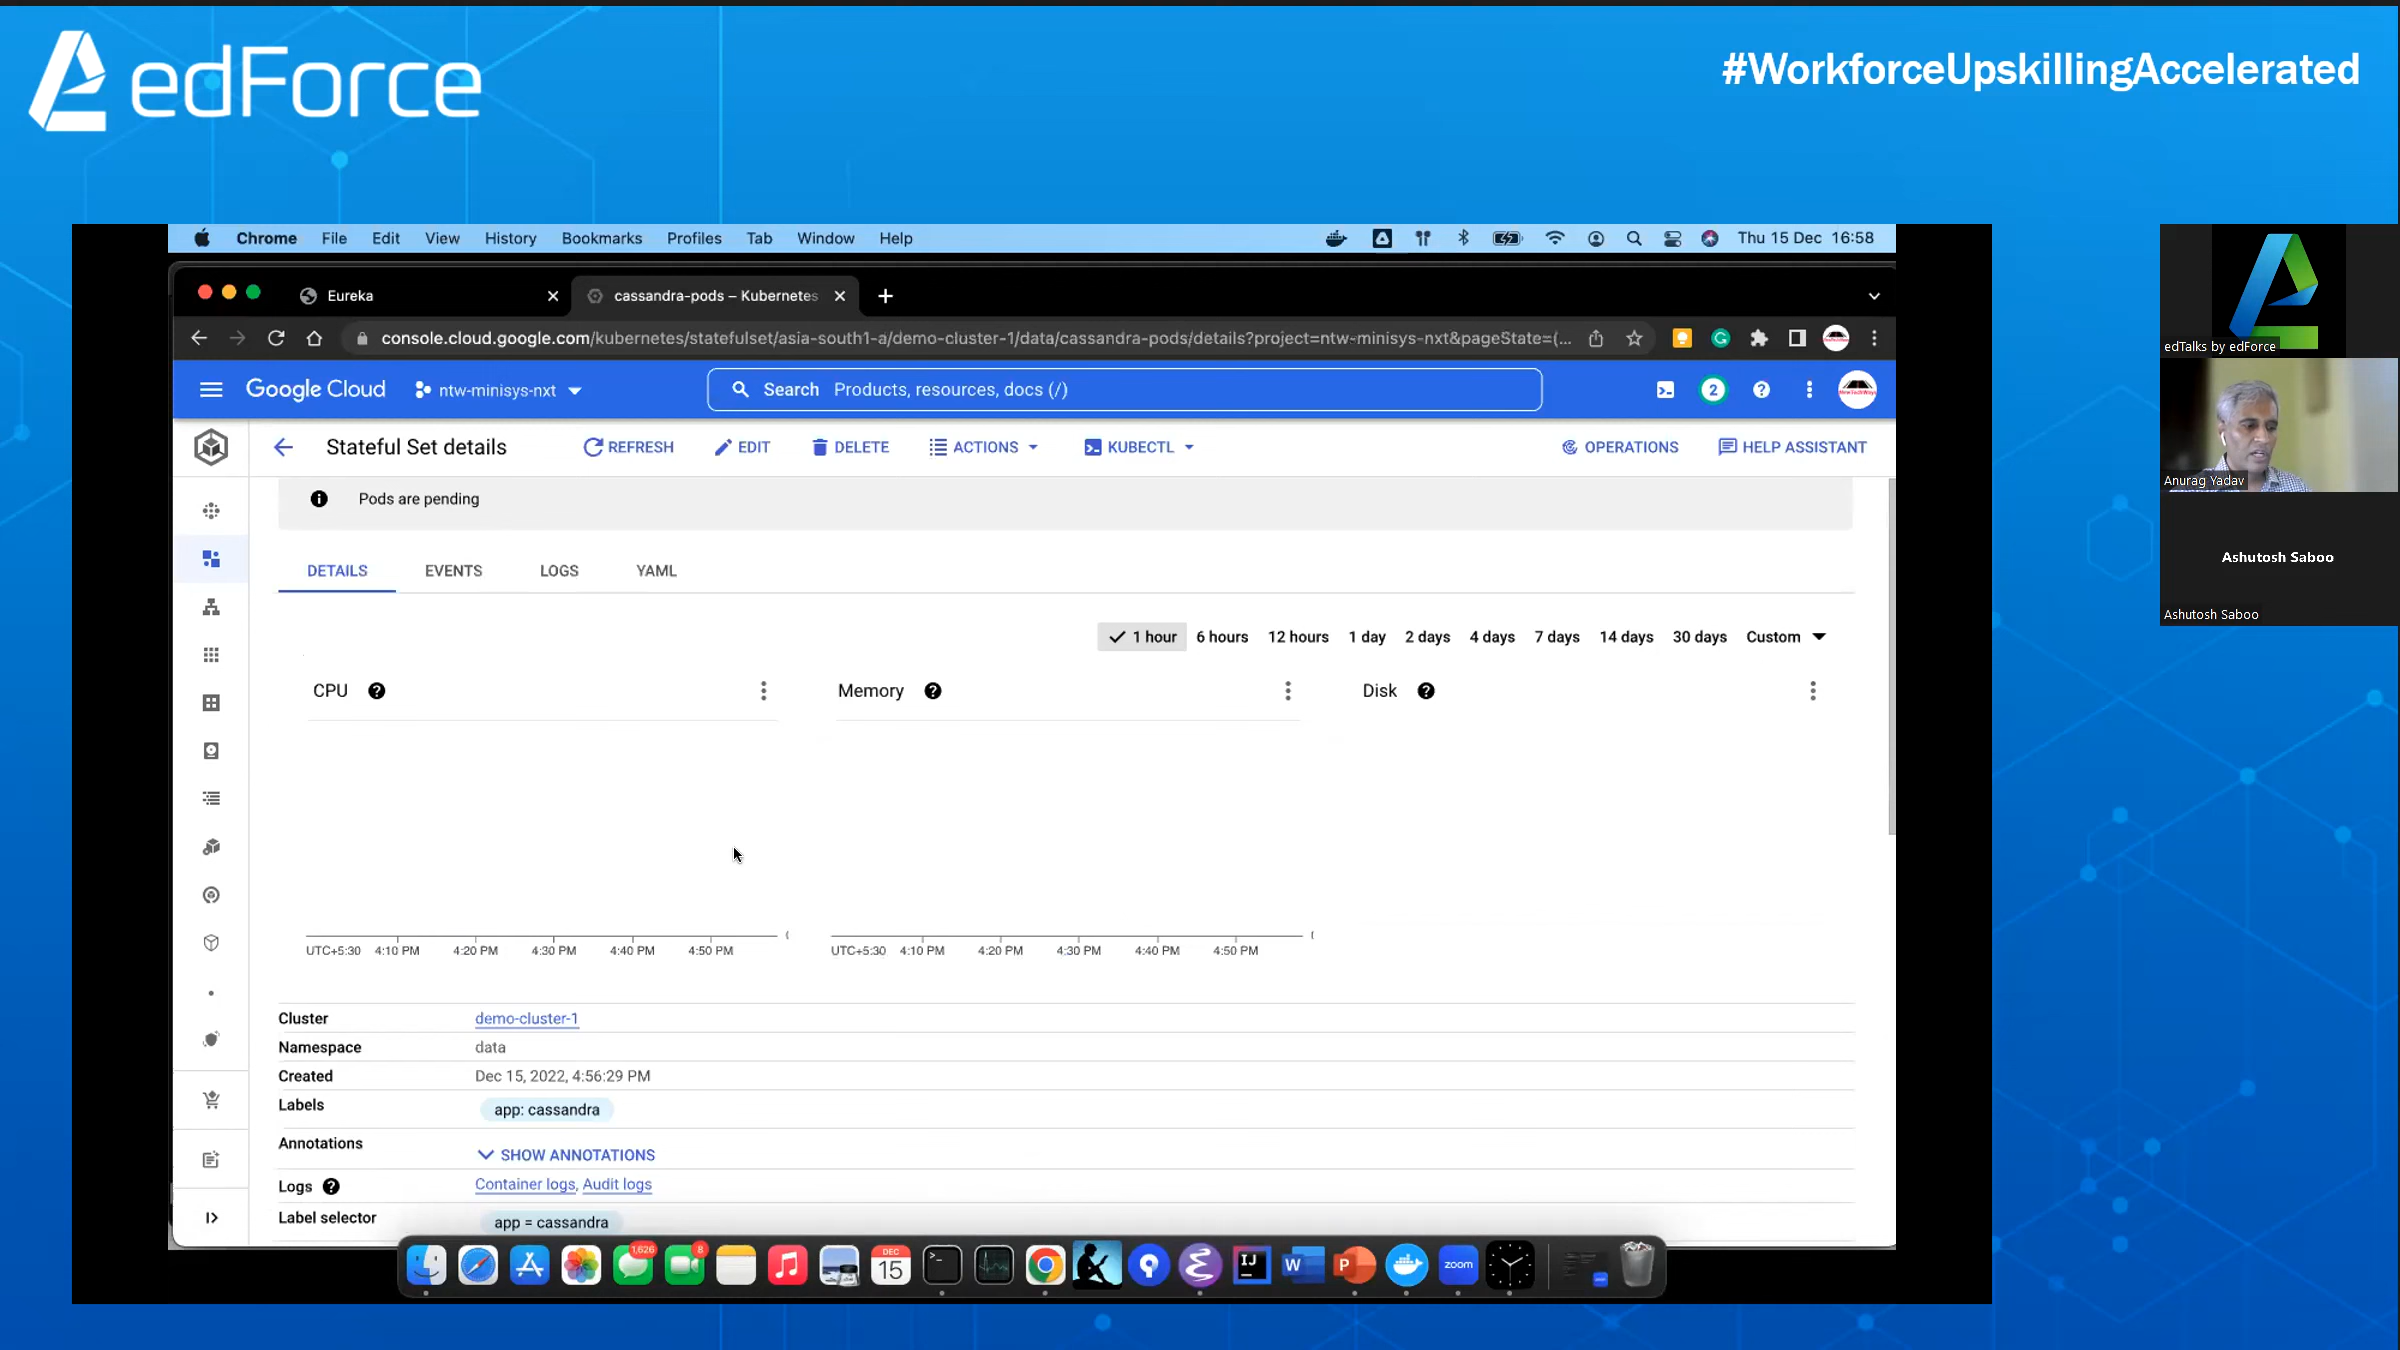 edForce
#WorkforceUpskillingAccelerated
Chrome File Edit View History Bookmarks Profiles Tab Window Help
Thu 15 Dec 16:58
Eureka
cassandra-pods – Kubernetes
console.cloud.google.com/kubernetes/statefulset/asia-south1-a/demo-cluster-1/data/cassandra-pods/details?project=ntw-minisys-nxt&pageState=(...
Google Cloud
ntw-minisys-nxt
Search Products, resources, docs (/)
2
Stateful Set details
REFRESH EDIT DELETE ACTIONS KUBECTL
OPERATIONS HELP ASSISTANT
Pods are pending
DETAILS EVENTS LOGS YAML
1 hour 6 hours 12 hours 1 day 2 days 4 days 7 days 14 days 30 days Custom
CPU
Memory
Disk
UTC+5:30 4:10 PM 4:20 PM 4:30 PM 4:40 PM 4:50 PM
UTC+5:30 4:10 PM 4:20 PM 4:30 PM 4:40 PM 4:50 PM
Cluster demo-cluster-1
Namespace data
Created Dec 15, 2022, 4:56:29 PM
Labels app: cassandra
Annotations SHOW ANNOTATIONS
Logs Container logs, Audit logs
Label selector app = cassandra
1,626
8
DEC
15
IJ
W
P
zoom
edTalks by edForce
Anurag Yadav
Ashutosh Saboo
Ashutosh Saboo